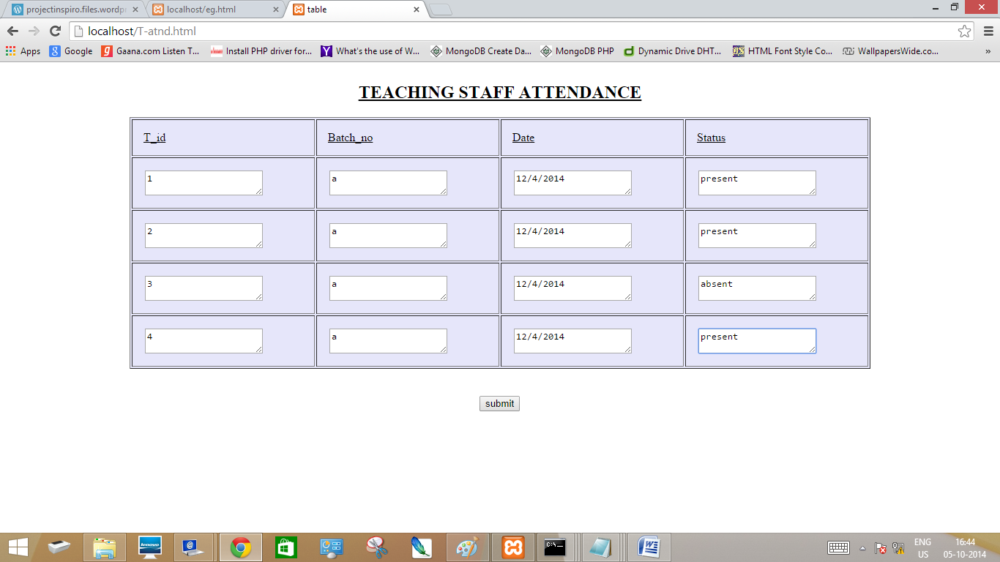 projectinspiro.files.wordpr
localhost/eg.html
table
localhost/T-atnd.html
Apps Google Gaana.com Listen T... Install PHP driver for... What's the use of W... MongoDB Create Da... MongoDB PHP Dynamic Drive DHT... HTML Font Style Co... WallpapersWide.co... »
TEACHING STAFF ATTENDANCE
T_id Batch_no Date Status
1 a 12/4/2014 present
2 a 12/4/2014 present
3 a 12/4/2014 absent
4 a 12/4/2014 present
submit
lenovo
C:\_
ENG 16:44
US 05-10-2014